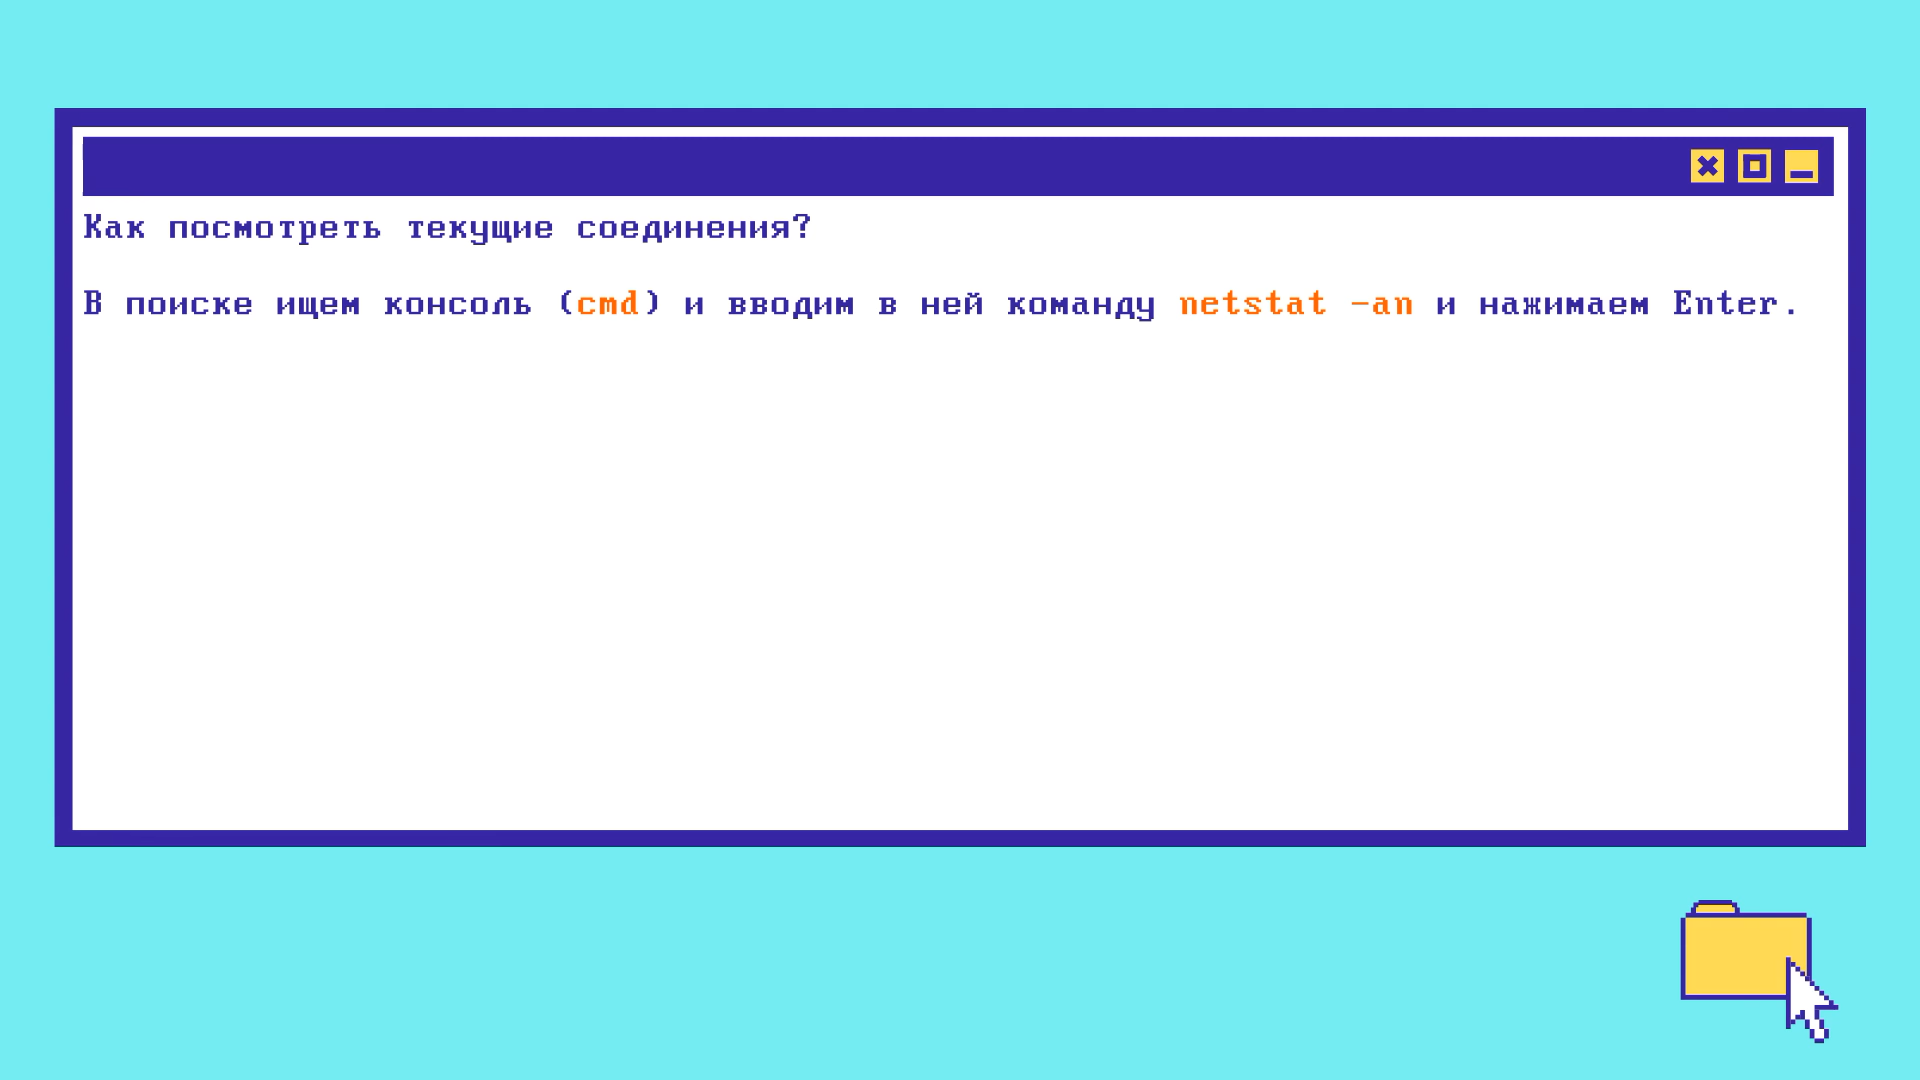 Как посмотреть текущие соединения?
В поиске ищем консоль (cmd) и вводим в ней команду netstat -an и нажимаем Enter.